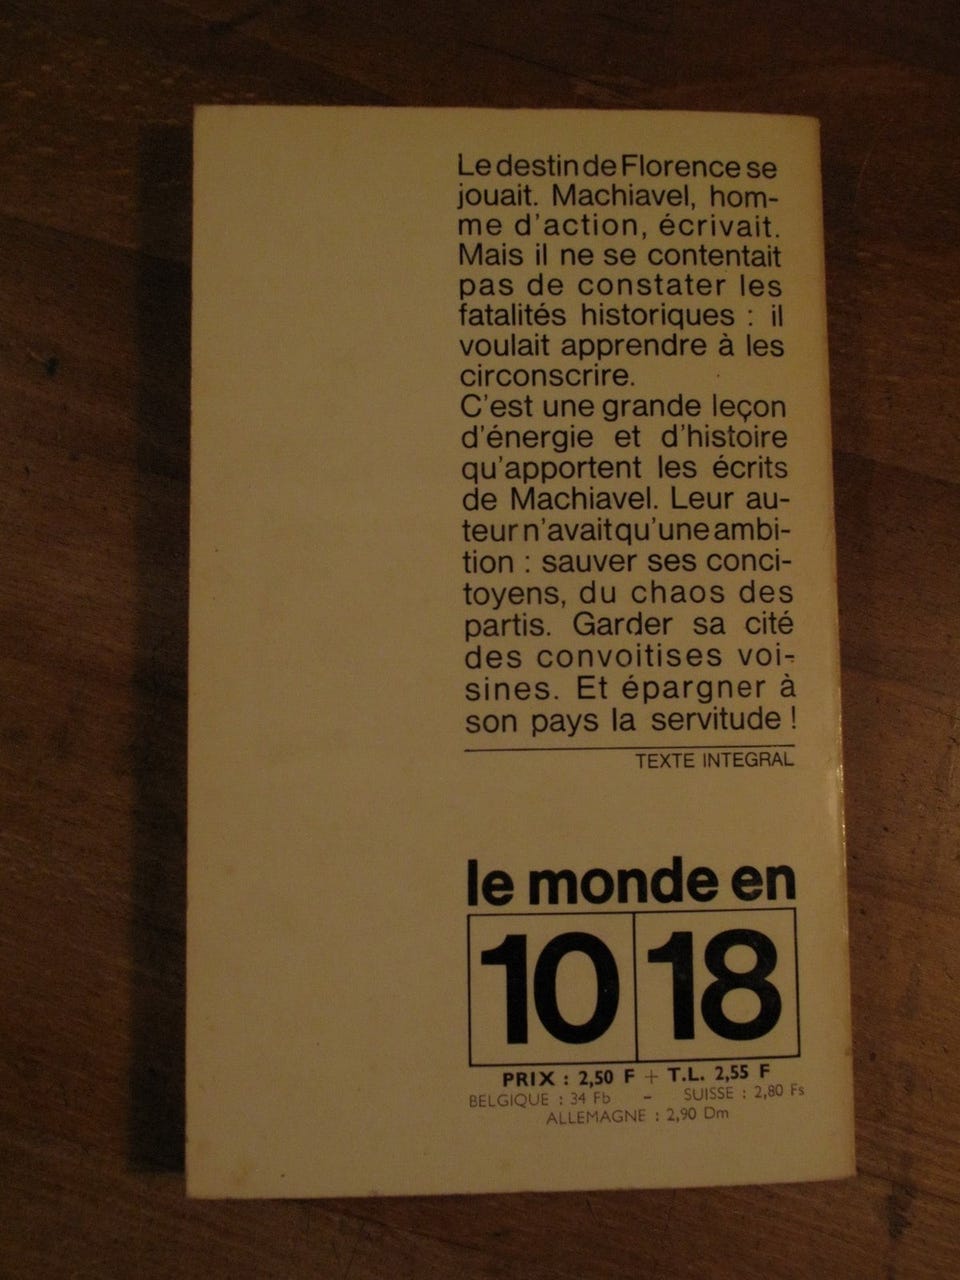 Le destin de Florence se
jouait. Machiavel, hom-
me d'action, écrivait.
Mais il ne se contentait
pas de constater les
fatalités historiques : il
voulait apprendre à les
circonscrire.
C'est une grande leçon
d'énergie et d'histoire
qu'apportent les écrits
de Machiavel. Leur au-
teur n'avait qu'une ambi-
tion : sauver ses conci-
toyens, du chaos des
partis. Garder sa cité
des convoitises voi-
sines. Et épargner à
son pays la servitude !
TEXTE INTEGRAL
le monde en
10 18
PRIX : 2,50 F + T.L. 2,55 F
BELGIQUE : 34 Fb - SUISSE : 2,80 Fs
ALLEMAGNE : 2,90 Dm